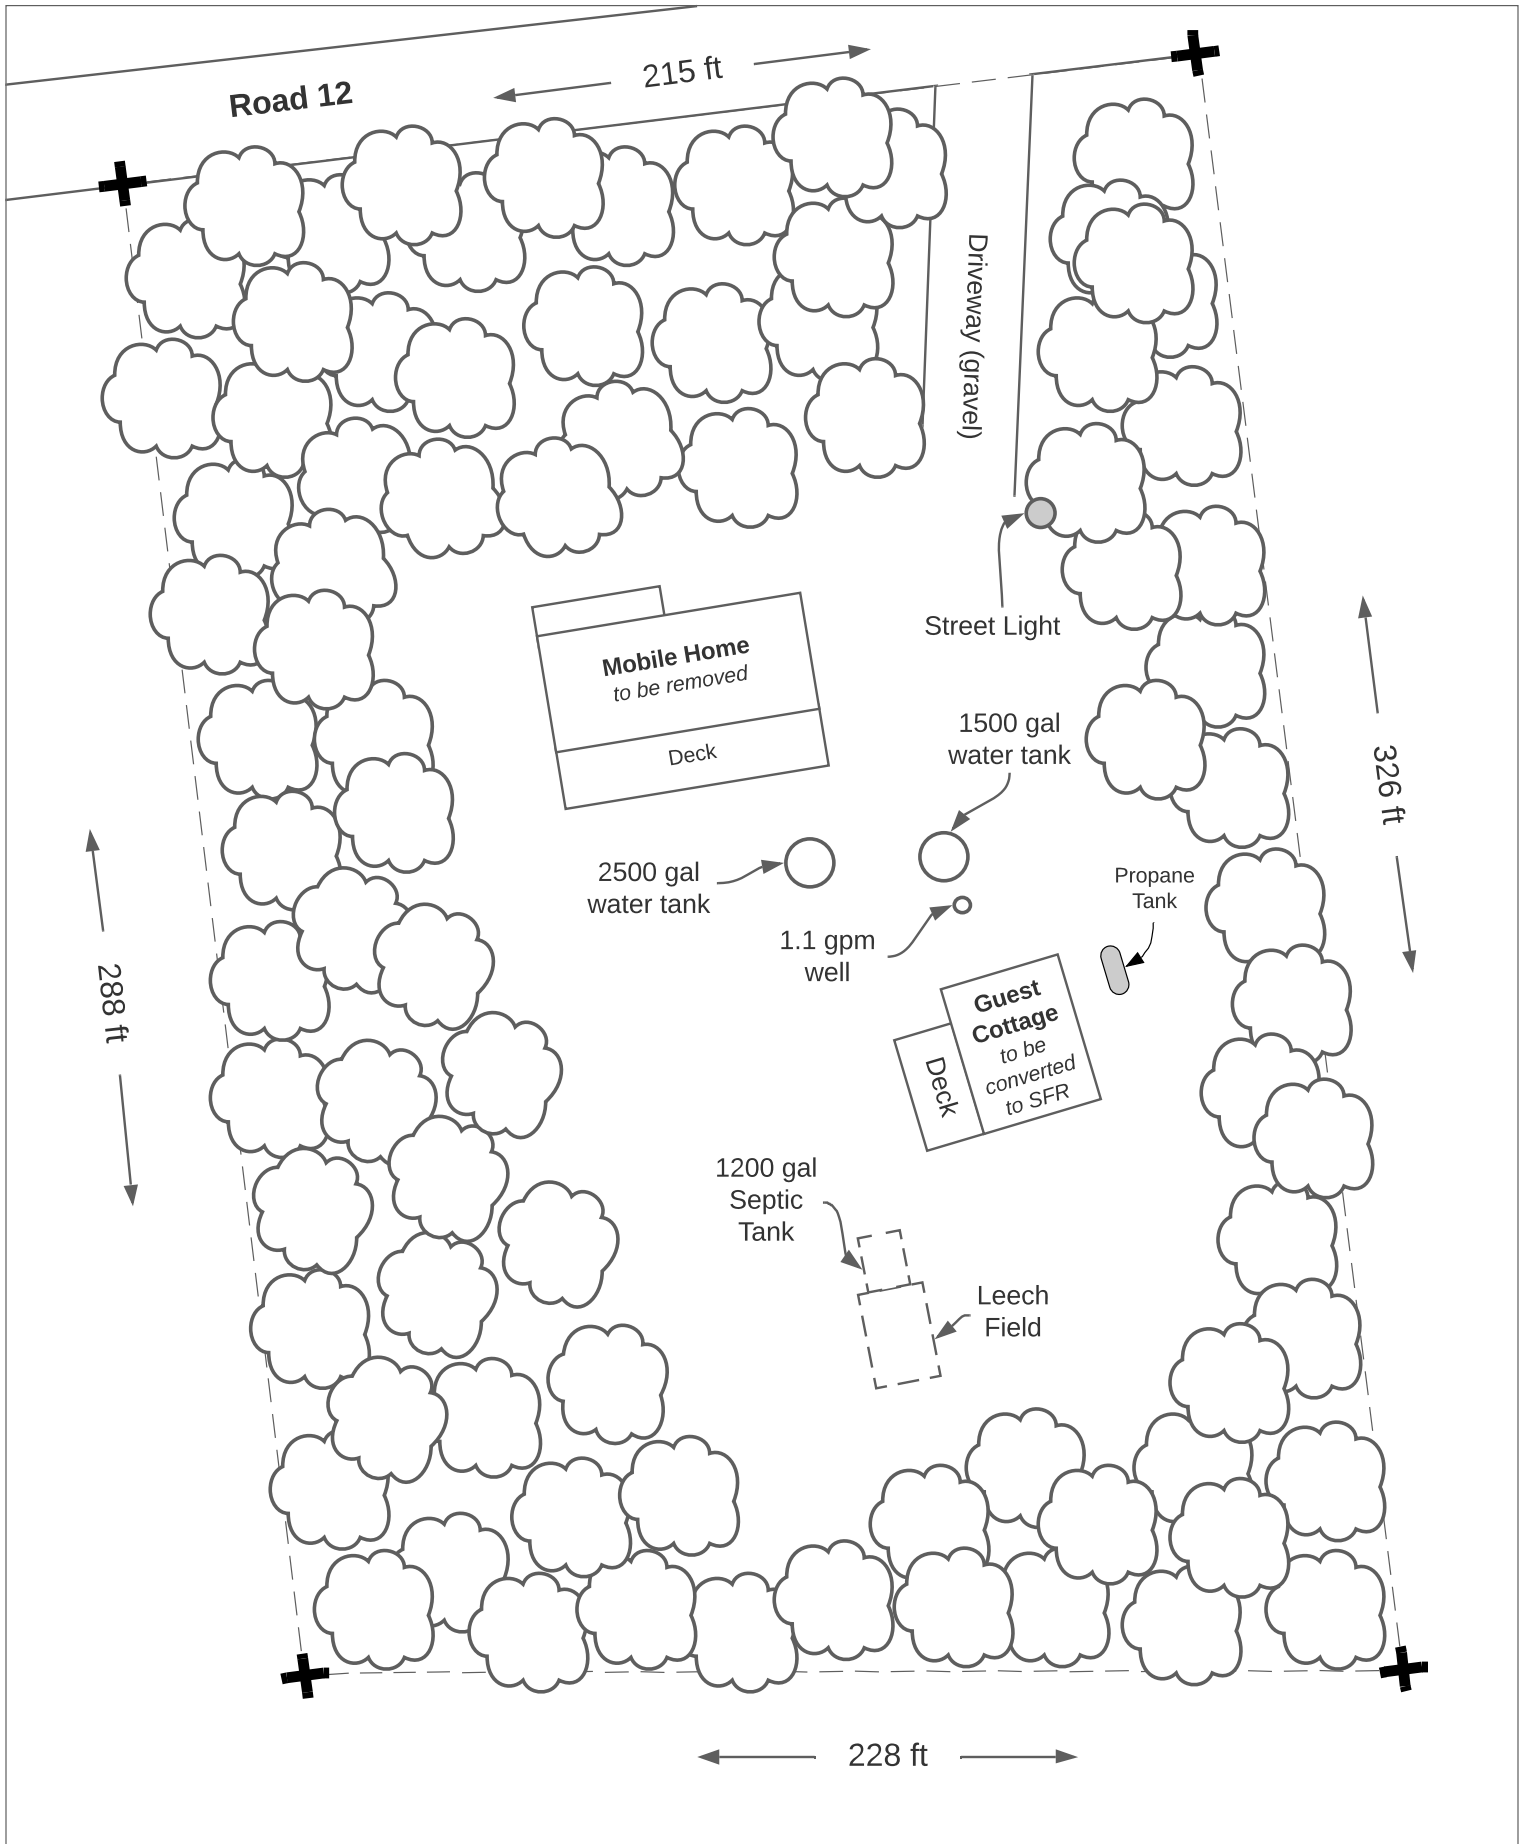 215 ft
Road 12
Driveway (gravel)
Street Light
Mobile Home
to be removed
Deck
1500 gal
water tank
326 ft
2500 gal
water tank
Propane
Tank
1.1 gpm
well
288 ft
Guest
Cottage
to be
converted
to SFR
Deck
1200 gal
Septic
Tank
Leech
Field
228 ft